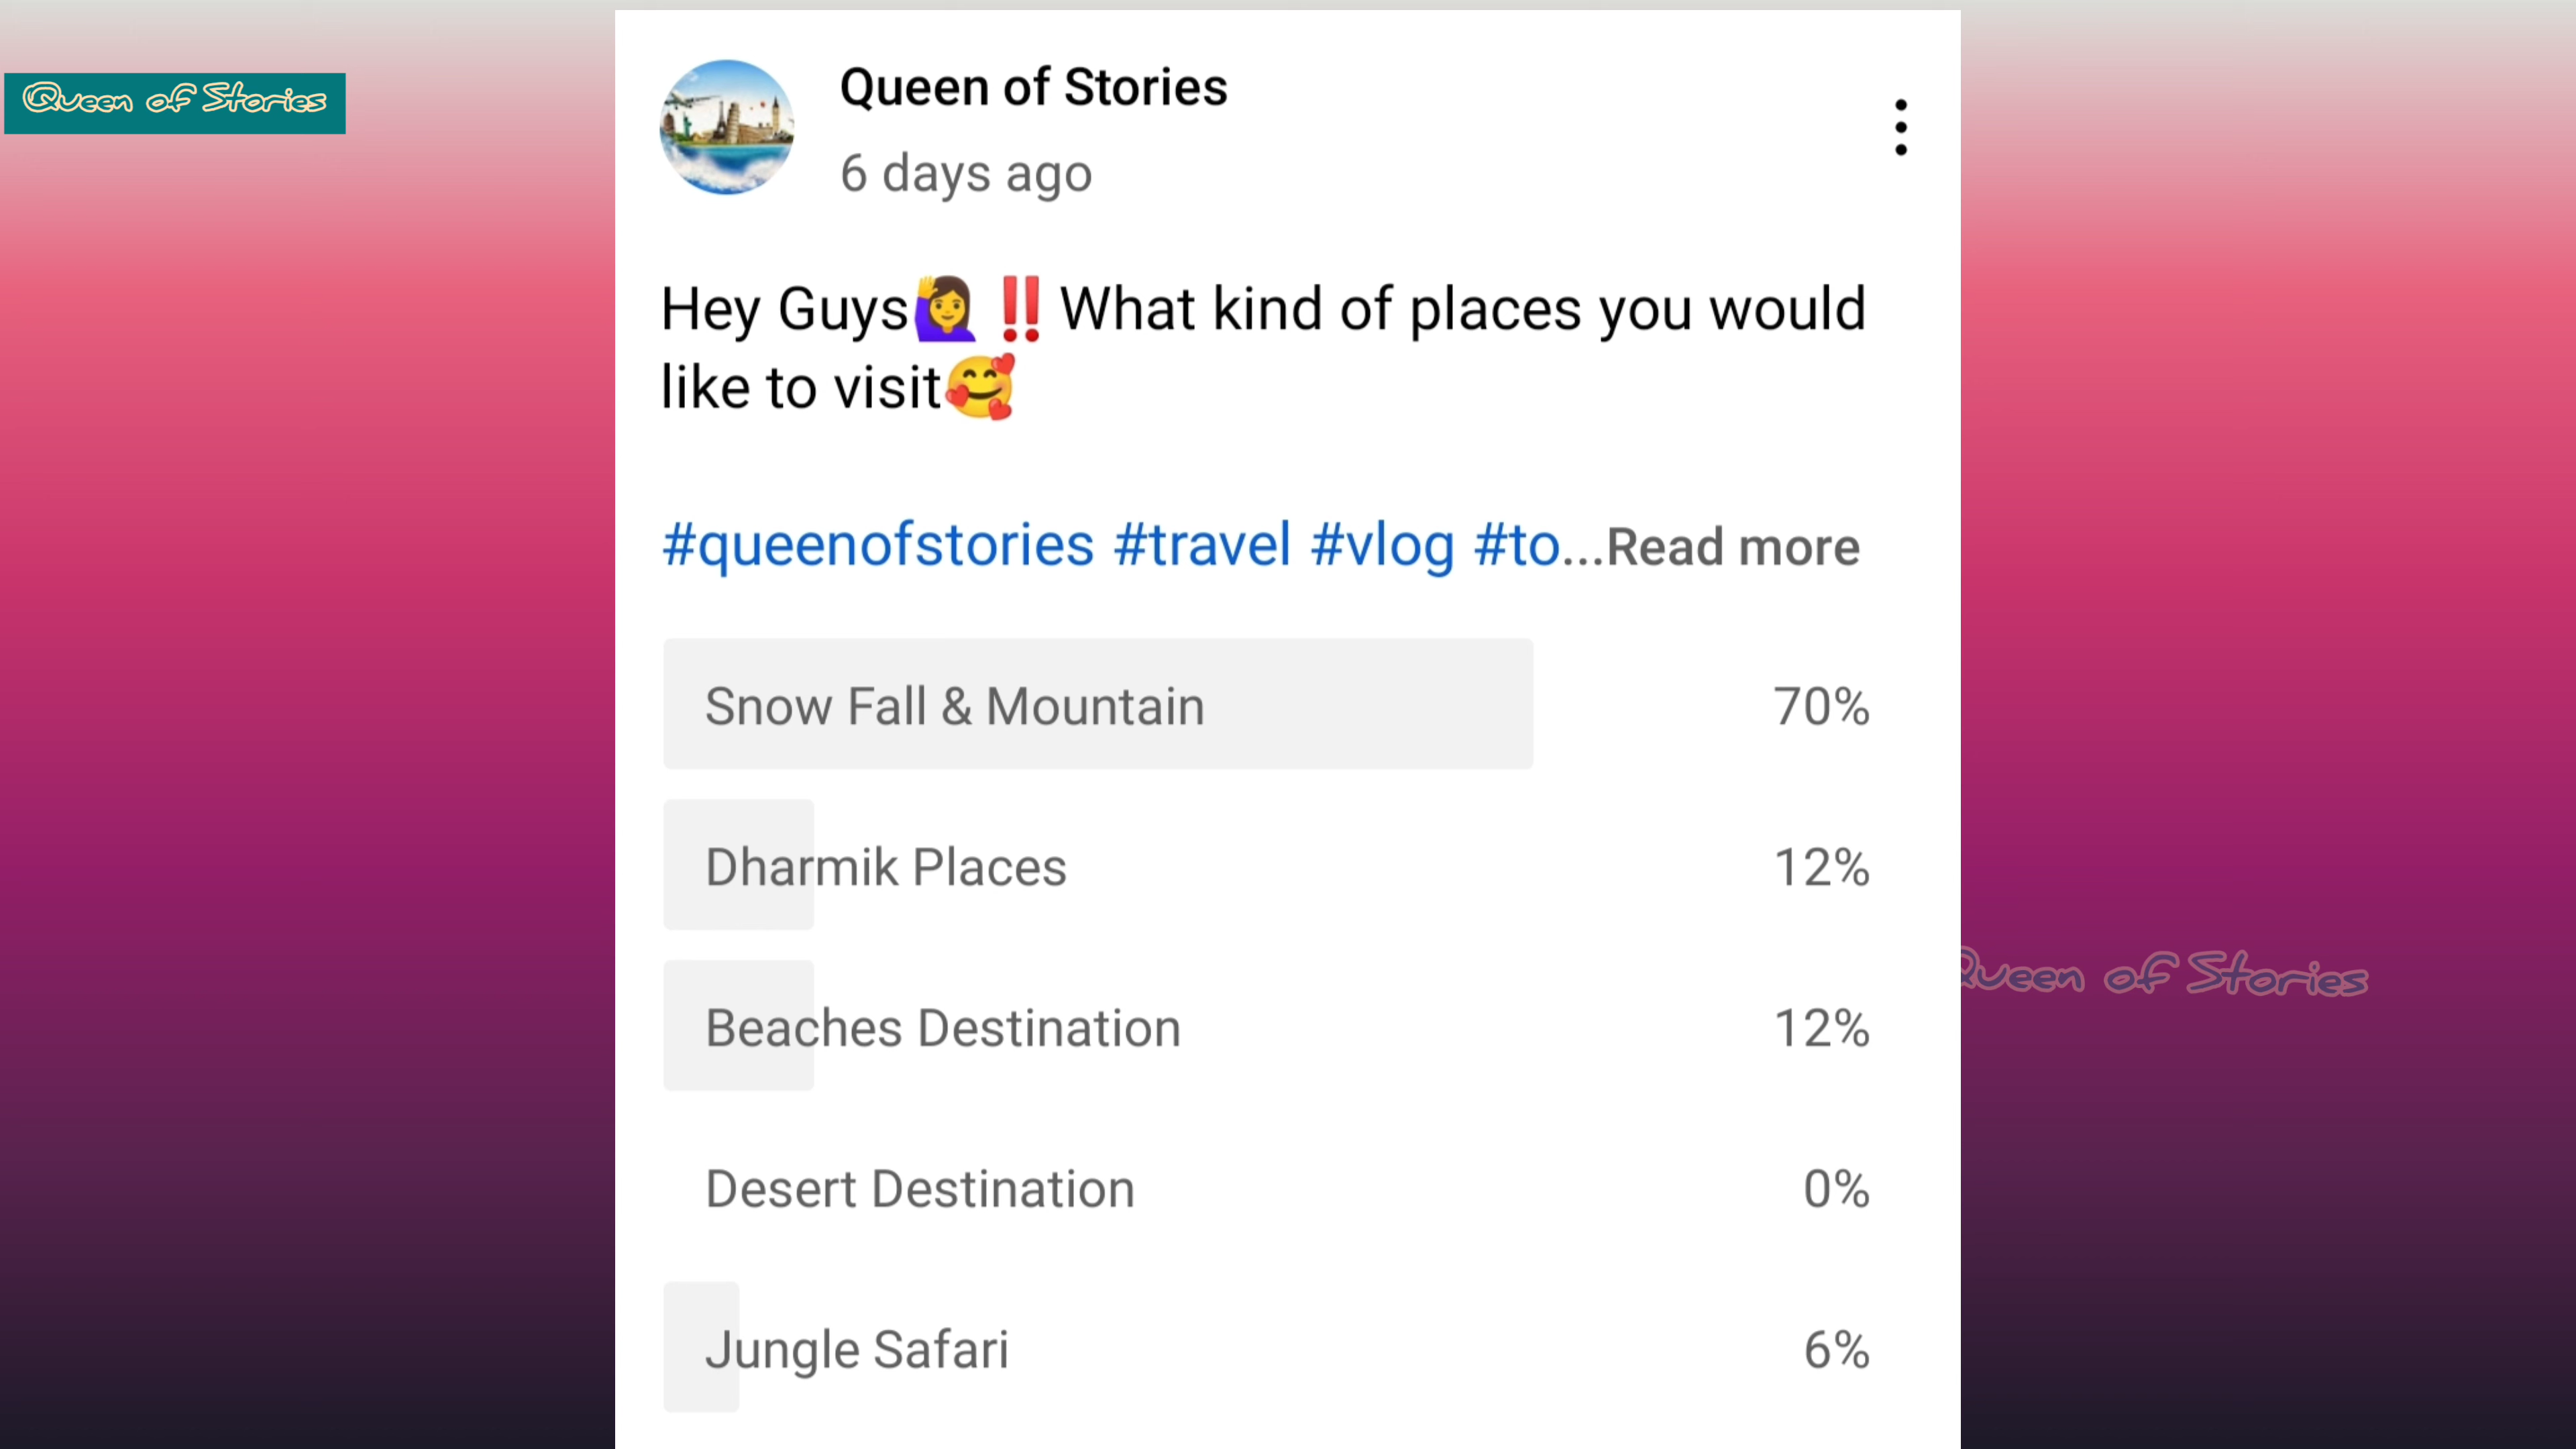 Queen of Stories
Queen of Stories
6 days ago
Hey Guys🙋‍♀️‼️What kind of places you would
like to visit🥰
#queenofstories #travel #vlog #to...Read more
Snow Fall & Mountain 70%
Dharmik Places 12%
Beaches Destination 12%
Queen of Stories
Desert Destination 0%
Jungle Safari 6%